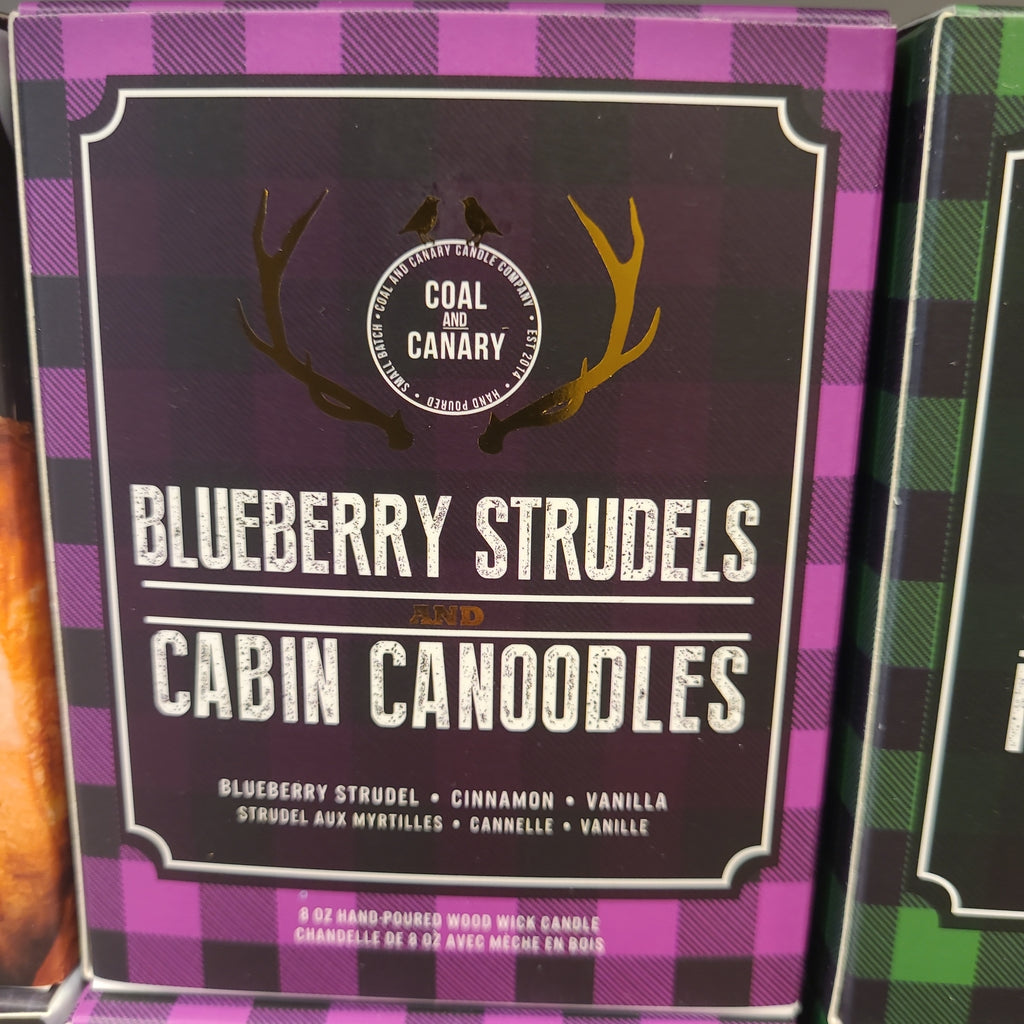 COAL AND CANARY CANDLE COMPANY
SMALL BATCH • • EST 2014 • HAND POURED •
COAL
AND
CANARY
BLUEBERRY STRUDELS
AND
CABIN CANOODLES
BLUEBERRY STRUDEL • CINNAMON • VANILLA
STRUDEL AUX MYRTILLES • CANNELLE • VANILLE
8 OZ HAND-POURED WOOD WICK CANDLE
CHANDELLE DE 8 OZ AVEC MÈCHE EN BOIS